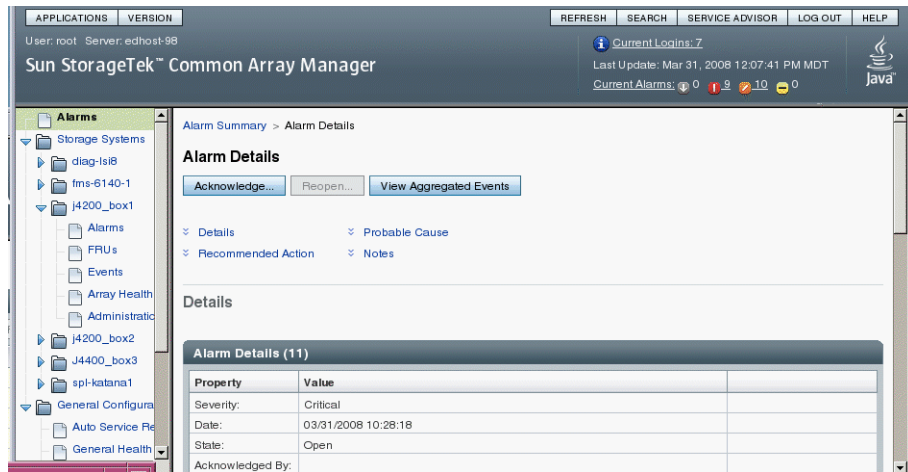 APPLICATIONS VERSION
REFRESH SEARCH SERVICE ADVISOR LOG OUT HELP
User: root Server: edhost-98
Sun StorageTek™ Common Array Manager
Current Logins: 7
Last Update: Mar 31, 2008 12:07:41 PM MDT
Current Alarms: 0 9 10 0
Java™
Alarms
Storage Systems
diag-lsi8
fms-6140-1
j4200_box1
Alarms
FRUs
Events
Array Health
Administratic
j4200_box2
J4400_box3
spl-katana1
General Configura
Auto Service Re
General Health
Alarm Summary > Alarm Details
Alarm Details
Acknowledge... Reopen... View Aggregated Events
Details Probable Cause
Recommended Action Notes
Details
Alarm Details (11)
Property Value
Severity: Critical
Date: 03/31/2008 10:28:18
State: Open
Acknowledged By: